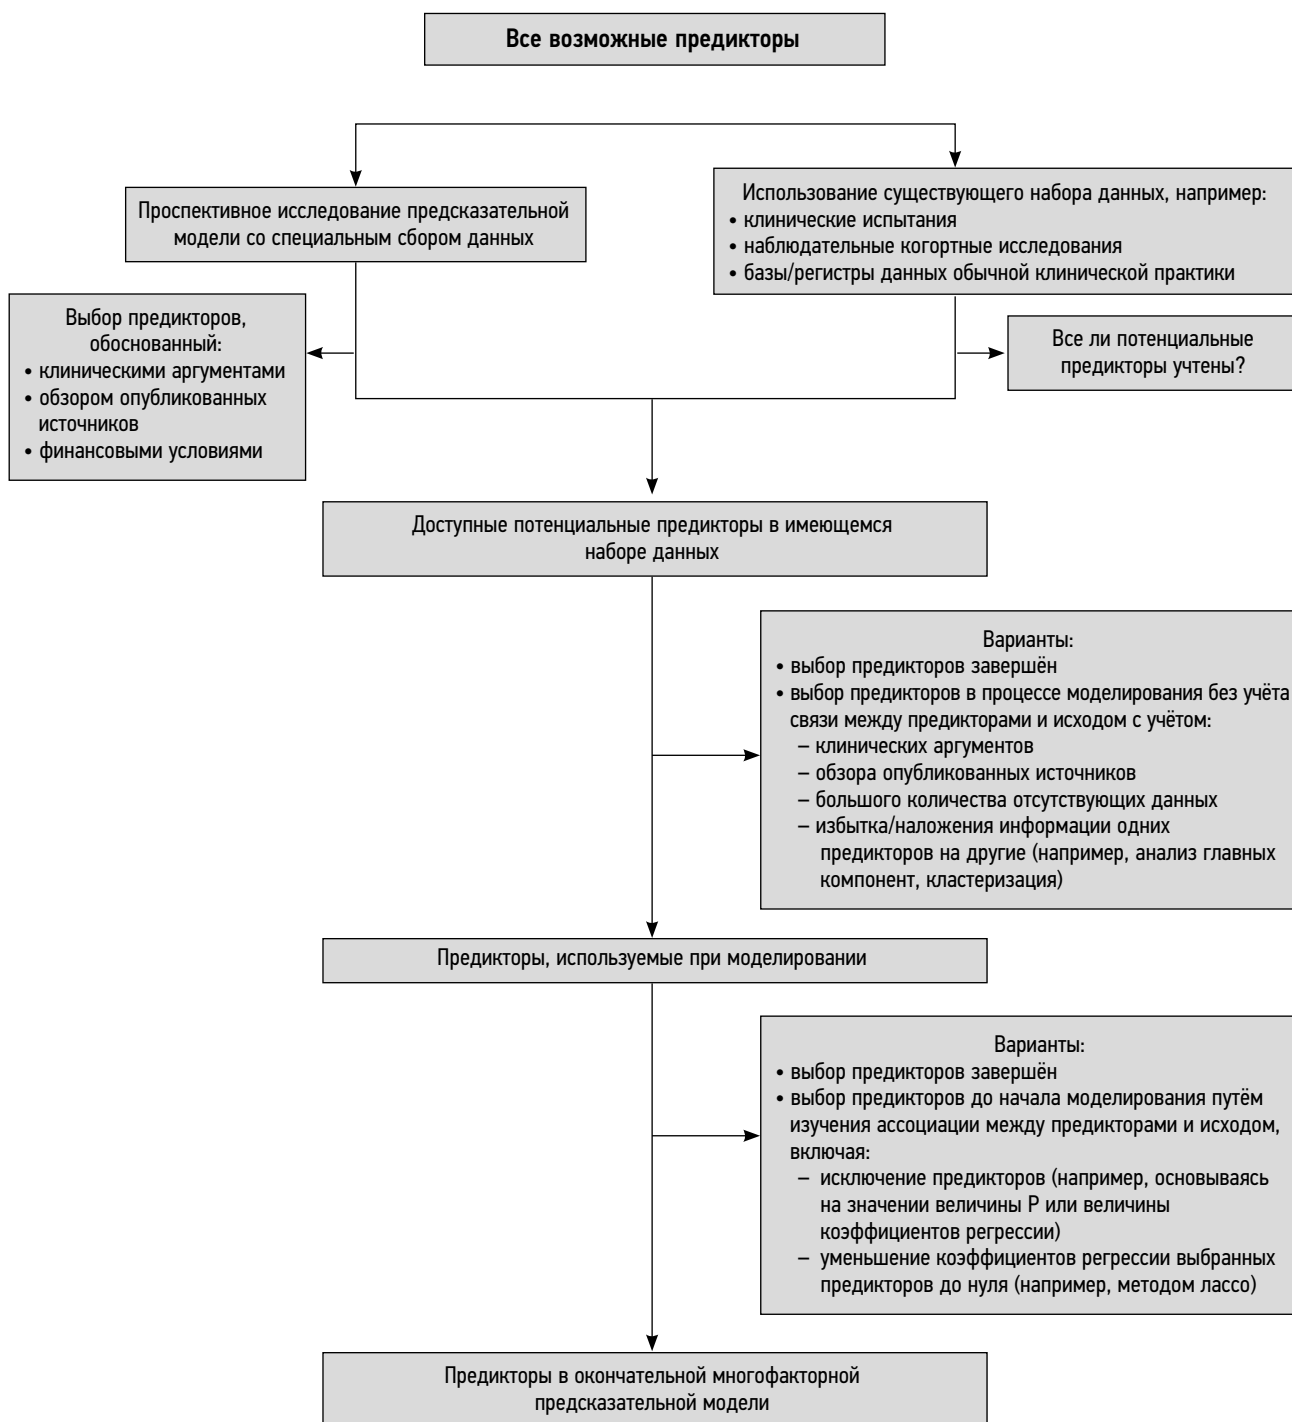 Все возможные предикторы
Проспективное исследование предсказательной
модели со специальным сбором данных
Использование существующего набора данных, например:
• клинические испытания
• наблюдательные когортные исследования
• базы/регистры данных обычной клинической практики
Выбор предикторов,
обоснованный:
• клиническими аргументами
• обзором опубликованных
источников
• финансовыми условиями
Все ли потенциальные
предикторы учтены?
Доступные потенциальные предикторы в имеющемся
наборе данных
Варианты:
• выбор предикторов завершён
• выбор предикторов в процессе моделирования без учёта
связи между предикторами и исходом с учётом:
– клинических аргументов
– обзора опубликованных источников
– большого количества отсутствующих данных
– избытка/наложения информации одних
предикторов на другие (например, анализ главных
компонент, кластеризация)
Предикторы, используемые при моделировании
Варианты:
• выбор предикторов завершён
• выбор предикторов до начала моделирования путём
изучения ассоциации между предикторами и исходом,
включая:
– исключение предикторов (например, основываясь
на значении величины P или величины
коэффициентов регрессии)
– уменьшение коэффициентов регрессии выбранных
предикторов до нуля (например, методом лассо)
Предикторы в окончательной многофакторной
предсказательной модели